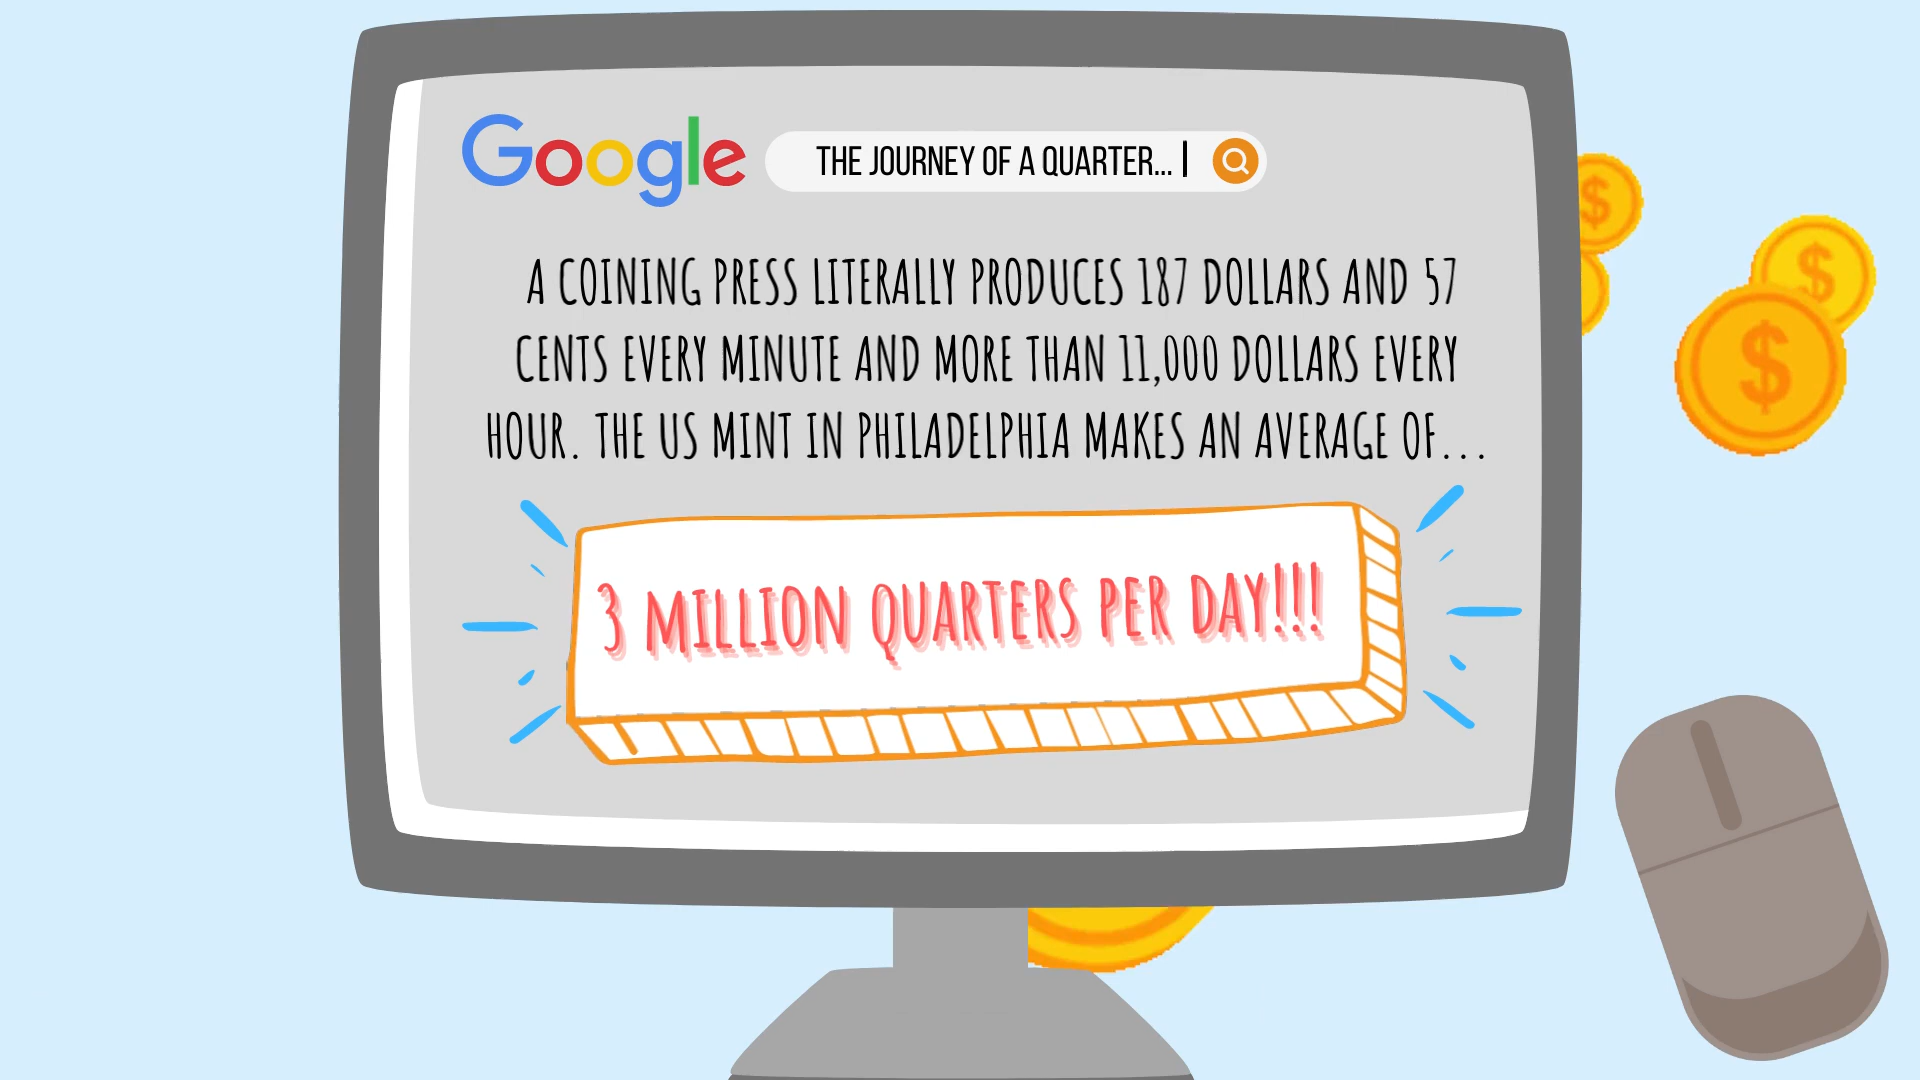 Google
THE JOURNEY OF A QUARTER... |
A COINING PRESS LITERALLY PRODUCES 187 DOLLARS AND 57
CENTS EVERY MINUTE AND MORE THAN 11,000 DOLLARS EVERY
HOUR. THE US MINT IN PHILADELPHIA MAKES AN AVERAGE OF...
3 MILLION QUARTERS PER DAY!!!
$
$
$